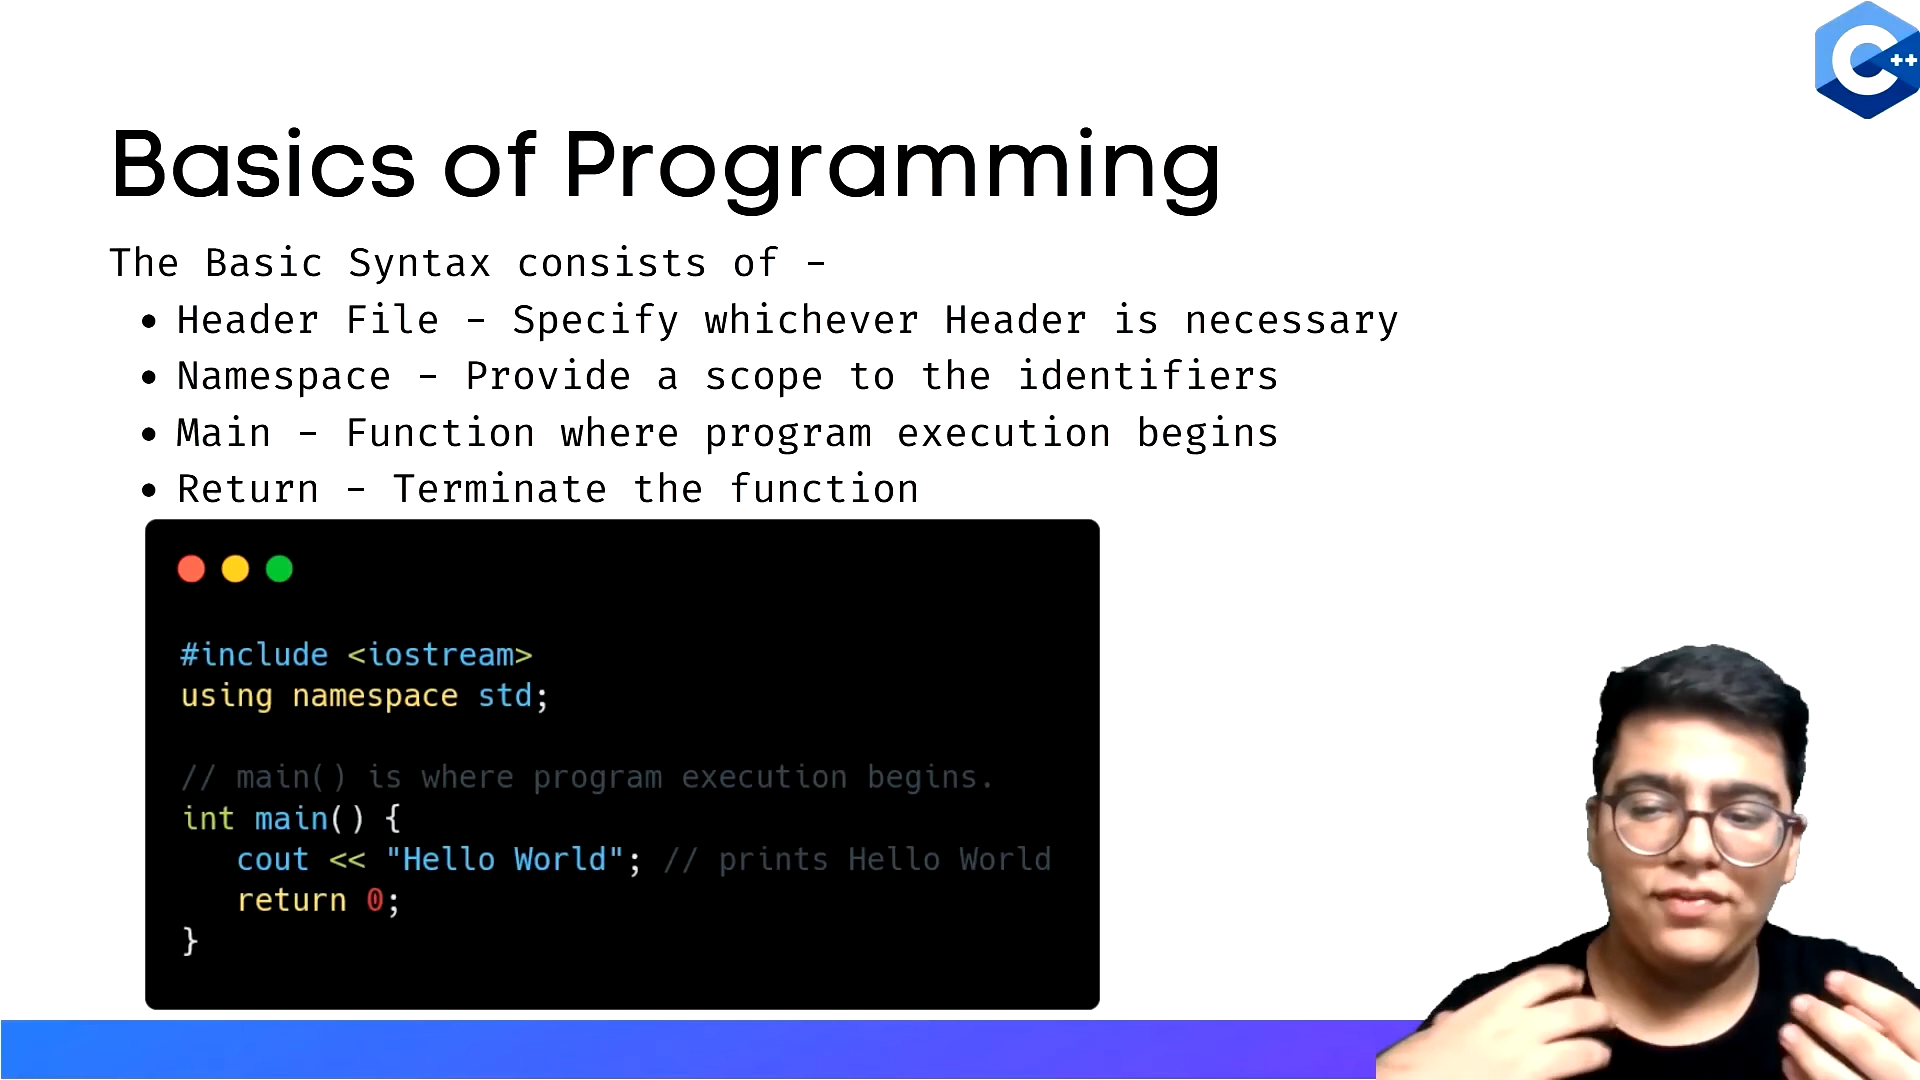 C++
Basics of Programming
The Basic Syntax consists of -
• Header File - Specify whichever Header is necessary
• Namespace - Provide a scope to the identifiers
• Main - Function where program execution begins
• Return - Terminate the function
#include <iostream>
using namespace std;
// main() is where program execution begins.
int main() {
   cout << "Hello World"; // prints Hello World
   return 0;
}